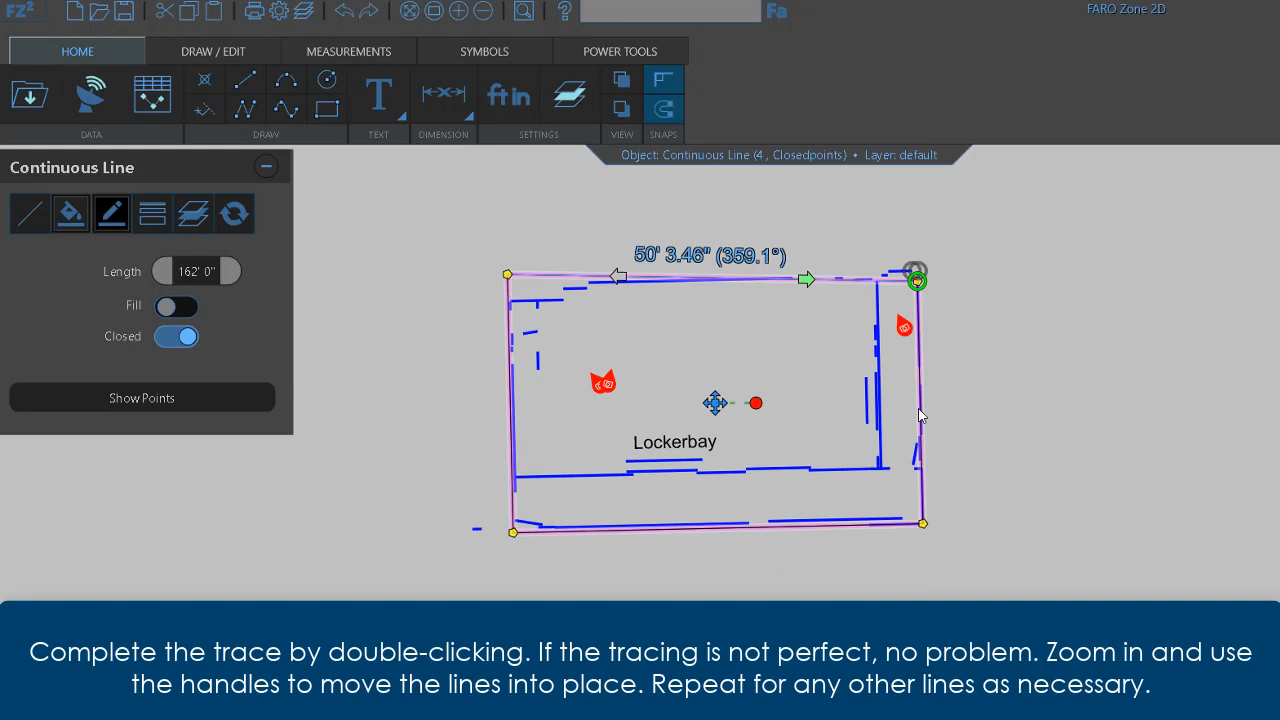 FZ²
?
Fa
FARO Zone 2D
HOME
DRAW / EDIT
MEASUREMENTS
SYMBOLS
POWER TOOLS
T
ft in
DATA
DRAW
TEXT
DIMENSION
SETTINGS
VIEW
SNAPS
Continuous Line
Object: Continuous Line (4 , Closedpoints) • Layer: default
Length
162' 0"
Fill
Closed
Show Points
50' 3.46" (359.1°)
Lockerbay
Complete the trace by double-clicking. If the tracing is not perfect, no problem. Zoom in and use
the handles to move the lines into place. Repeat for any other lines as necessary.